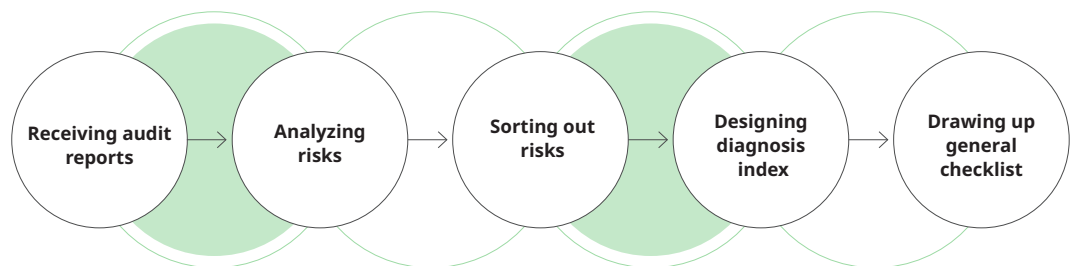 Receiving audit
reports
Analyzing
risks
Sorting out
risks
Designing
diagnosis
index
Drawing up
general
checklist